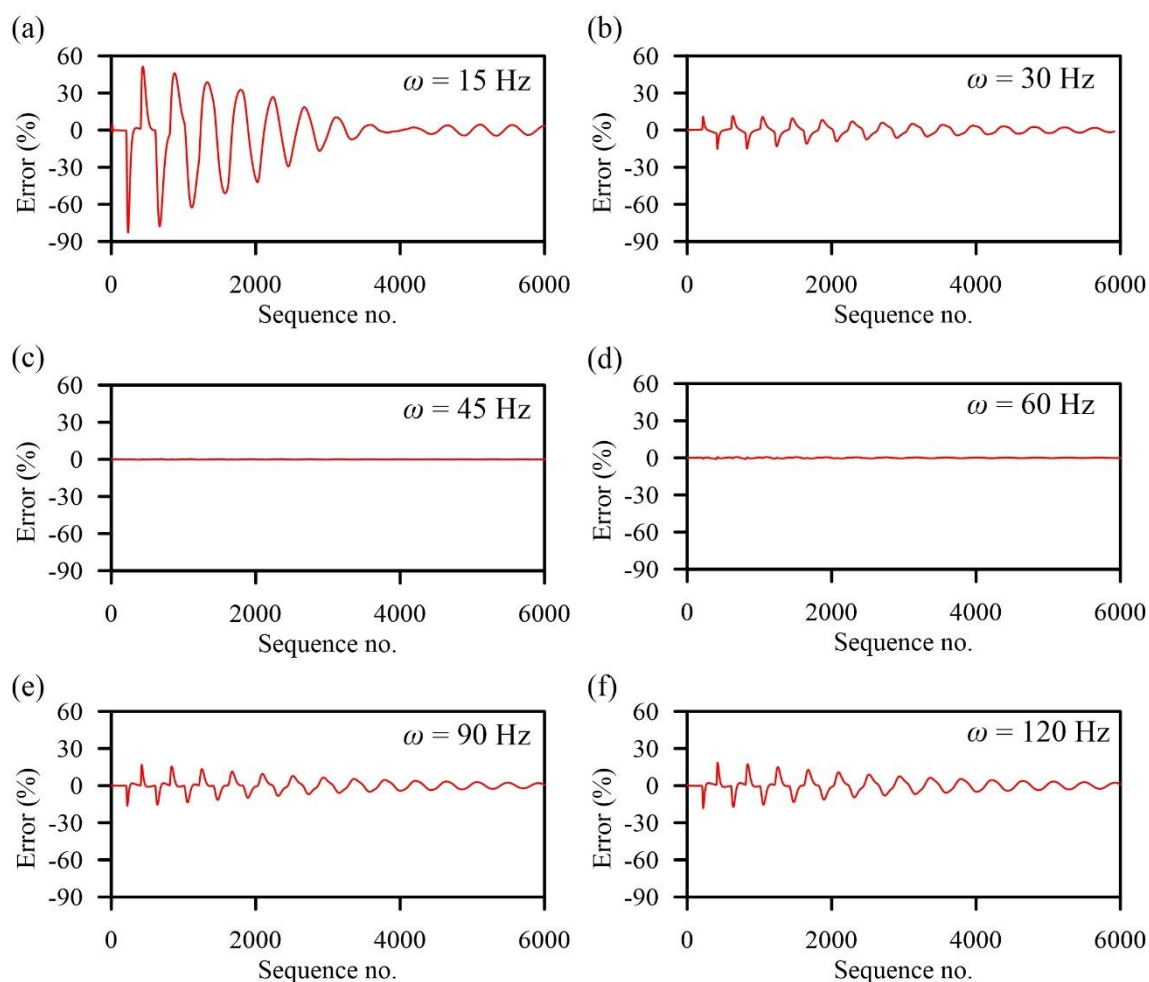 (a)
60
30
0
-30
-60
-90
Error (%)
ω = 15 Hz
0 2000 4000 6000
Sequence no.
(b)
60
30
0
-30
-60
-90
Error (%)
ω = 30 Hz
0 2000 4000 6000
Sequence no.
(c)
60
30
0
-30
-60
-90
Error (%)
ω = 45 Hz
0 2000 4000 6000
Sequence no.
(d)
60
30
0
-30
-60
-90
Error (%)
ω = 60 Hz
0 2000 4000 6000
Sequence no.
(e)
60
30
0
-30
-60
-90
Error (%)
ω = 90 Hz
0 2000 4000 6000
Sequence no.
(f)
60
30
0
-30
-60
-90
Error (%)
ω = 120 Hz
0 2000 4000 6000
Sequence no.